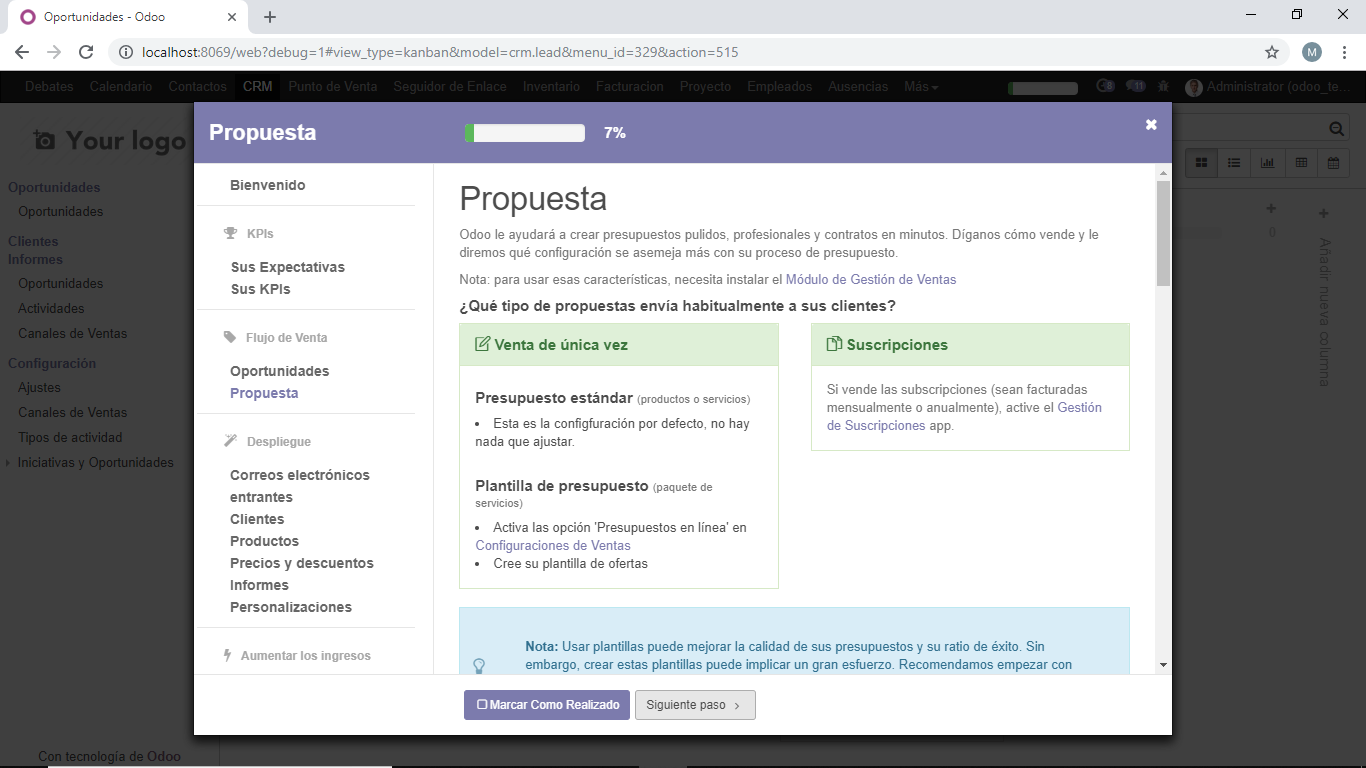 Oportunidades - Odoo
localhost:8069/web?debug=1#view_type=kanban&model=crm.lead&menu_id=329&action=515
M
Debates Calendario Contactos CRM Punto de Venta Seguidor de Enlace Inventario Facturacion Proyecto Empleados Ausencias Más 8 11 Administrator (odoo_te...
Your logo
Oportunidades
Oportunidades
Clientes
Informes
Oportunidades
Actividades
Canales de Ventas
Configuración
Ajustes
Canales de Ventas
Tipos de actividad
Iniciativas y Oportunidades
Con tecnología de Odoo
0
Añadir nueva columna
Propuesta 7%
Bienvenido
KPIs
Sus Expectativas
Sus KPIs
Flujo de Venta
Oportunidades
Propuesta
Despliegue
Correos electrónicos
entrantes
Clientes
Productos
Precios y descuentos
Informes
Personalizaciones
Aumentar los ingresos
Propuesta
Odoo le ayudará a crear presupuestos pulidos, profesionales y contratos en minutos. Díganos cómo vende y le
diremos qué configuración se asemeja más con su proceso de presupuesto.
Nota: para usar esas características, necesita instalar el Módulo de Gestión de Ventas
¿Qué tipo de propuestas envía habitualmente a sus clientes?
Venta de única vez
Presupuesto estándar (productos o servicios)
• Esta es la configfuración por defecto, no hay
nada que ajustar.
Plantilla de presupuesto (paquete de
servicios)
• Activa las opción 'Presupuestos en línea' en
Configuraciones de Ventas
• Cree su plantilla de ofertas
Suscripciones
Si vende las subscripciones (sean facturadas
mensualmente o anualmente), active el Gestión
de Suscripciones app.
Nota: Usar plantillas puede mejorar la calidad de sus presupuestos y su ratio de éxito. Sin
embargo, crear estas plantillas puede implicar un gran esfuerzo. Recomendamos empezar con
Marcar Como Realizado
Siguiente paso